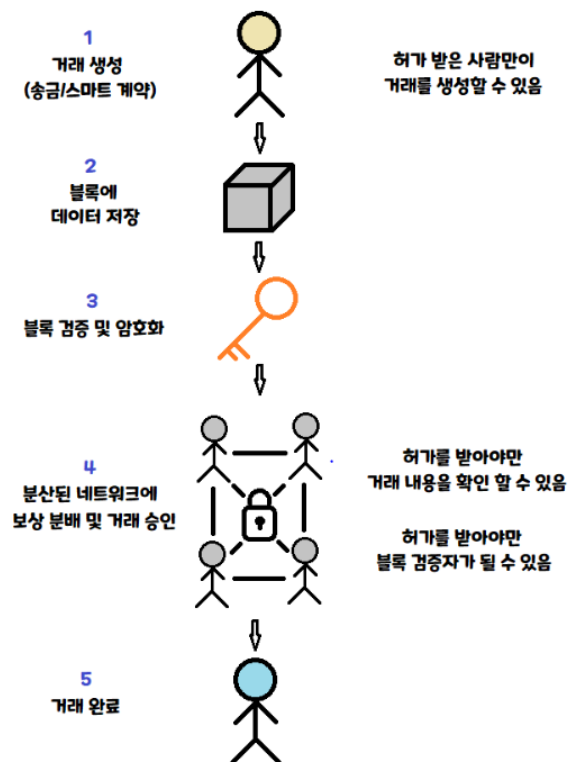 1
거래 생성
(송금/스마트 계약)
허가 받은 사람만이
거래를 생성할 수 있음
2
블록에
데이터 저장
3
블록 검증 및 암호화
4
분산된 네트워크에
보상 분배 및 거래 승인
허가를 받아야만
거래 내용을 확인 할 수 있음
허가를 받아야만
블록 검증자가 될 수 있음
5
거래 완료